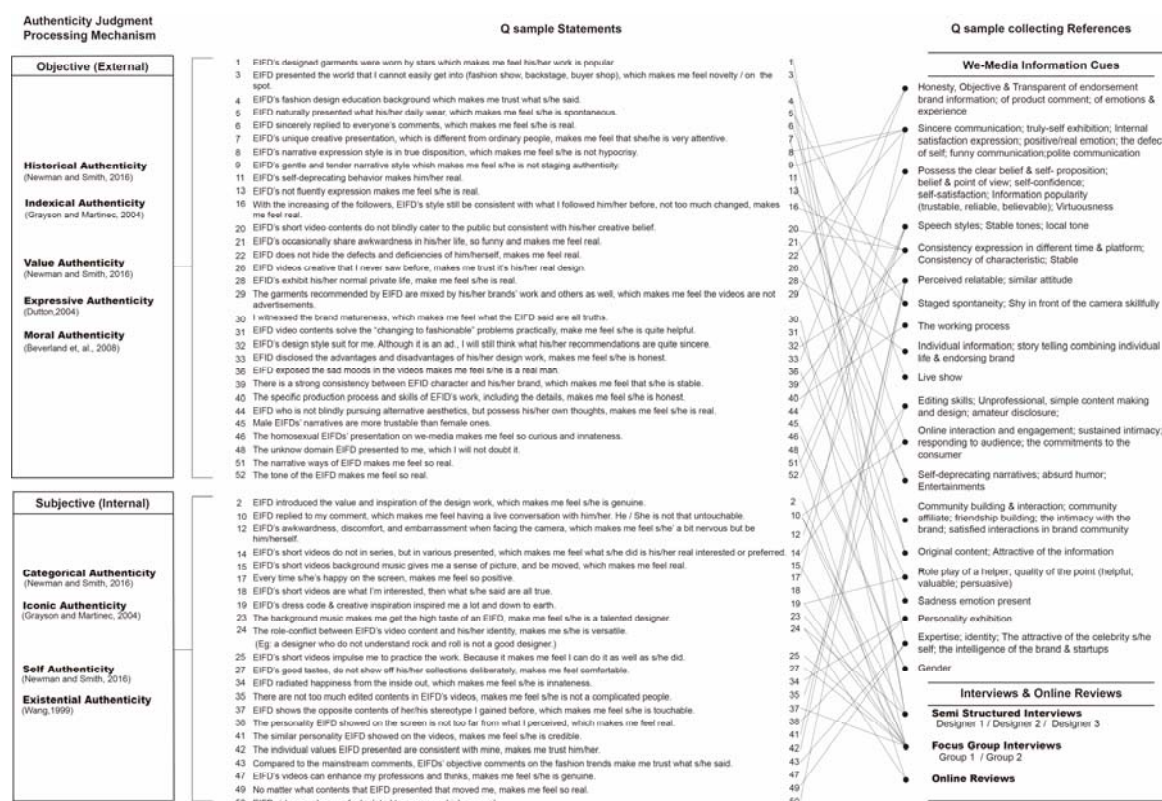 Authenticity Judgment
Processing Mechanism
Q sample Statements
Q sample collecting References
Objective (External)
Historical Authenticity
(Newman and Smith, 2016)
Indexical Authenticity
(Grayson and Martinec, 2004)
Value Authenticity
(Newman and Smith, 2016)
Expressive Authenticity
(Dutton,2004)
Moral Authenticity
(Beverland et, al., 2008)
1 EIFD's designed garments were worn by stars which makes me feel his/her work is popular 1
3 EIFD presented the world that I cannot easily get into (fashion show, backstage, buyer shop), which makes me feel novelty / on the 3
spot.
4 EIFD's fashion design education background which makes me trust what s/he said. 4
5 EIFD naturally presented what his/her daily wear, which makes me feel s/he is spontaneous. 5
6 EIFD sincerely replied to everyone's comments, which makes me feel s/he is real. 6
7 EIFD's unique creative presentation, which is different from ordinary people, makes me feel that she/he is very attentive. 7
8 EIFD's narrative expression style is in true disposition, which makes me feel s/he is not hypocrisy. 8
9 EIFD's gentle and tender narrative style which makes me feel s/he is not staging authenticity. 9
11 EIFD's self-deprecating behavior makes him/her real. 11
13 EIFD's not fluently expression makes me feel s/he is real. 13
16 With the increasing of the followers, EIFD's style still be consistent with what I followed him/her before, not too much changed, makes 16
me feel real.
20 EIFD's short video contents do not blindly cater to the public but consistent with his/her creative belief. 20
21 EIFD's occasionally share awkwardness in his/her life, so funny and makes me feel real. 21
22 EIFD does not hide the defects and deficiencies of him/herself, makes me feel real. 22
26 EIFD videos creative that I never saw before, makes me trust it's his/her real design. 26
28 EFID's exhibit his/her normal private life, make me feel s/he is real. 28
29 The garments recommended by EIFD are mixed by his/her brands' work and others as well, which makes me feel the videos are not 29
advertisements.
30 I witnessed the brand matureness, which makes me feel what the EIFD said are all truths. 30
31 EIFD video contents solve the "changing to fashionable" problems practically, make me feel s/he is quite helpful. 31
32 EIFD's design style suit for me. Although it is an ad., I will still think what his/her recommendations are quite sincere. 32
33 EFID disclosed the advantages and disadvantages of his/her design work, makes me feel s/he is honest. 33
36 EIFD exposed the sad moods in the videos makes me feel s/he is a real man. 36
39 There is a strong consistency between EFID character and his/her brand, which makes me feel that s/he is stable. 39
40 The specific production process and skills of EFID's work, including the details, makes me feel s/he is honest. 40
44 EIFD who is not blindly pursuing alternative aesthetics, but possess his/her own thoughts, makes me feel s/he is real. 44
45 Male EIFDs' narratives are more trustable than female ones. 45
46 The homosexual EIFDs' presentation on we-media makes me feel so curious and innateness. 46
48 The unknow domain EIFD presented to me, which I will not doubt it. 48
51 The narrative ways of EIFD makes me feel so real. 51
52 The tone of the EIFD makes me feel so real. 52
Subjective (Internal)
Categorical Authenticity
(Newman and Smith, 2016)
Iconic Authenticity
(Grayson and Martinec, 2004)
Self Authenticity
(Newman and Smith, 2016)
Existential Authenticity
(Wang,1999)
2 EIFD introduced the value and inspiration of the design work, which makes me feel s/he is genuine. 2
10 EIFD replied to my comment, which makes me feel having a live conversation with him/her. He / She is not that untouchable. 10
12 EIFD's awkwardness, discomfort, and embarrassment when facing the camera, which makes me feel s/he' a bit nervous but be 12
him/herself.
14 EIFD's short videos do not in series, but in various presented, which makes me feel what s/he did is his/her real interested or preferred. 14
15 EIFD's short videos background music gives me a sense of picture, and be moved, which makes me feel real. 15
17 Every time s/he's happy on the screen, makes me feel so positive. 17
18 EIFD's short videos are what I'm interested, then what s/he said are all true. 18
19 EIFD's dress code & creative inspiration inspired me a lot and down to earth. 19
23 The background music makes me get the high taste of an EIFD, make me feel s/he is a talented designer. 23
24 The role-conflict between EIFD's video content and his/her identity, makes me s/he is versatile. 24
(Eg: a designer who do not understand rock and roll is not a good designer.)
25 EIFD's short videos impulse me to practice the work. Because it makes me feel I can do it as well as s/he did. 25
27 EIFD's good tastes, do not show off his/her collections deliberately, makes me feel comfortable. 27
34 EIFD radiated happiness from the inside out, which makes me feel s/he is innateness. 34
35 There are not too much edited contents in EIFD's videos, makes me feel s/he is not a complicated people. 35
37 EIFD shows the opposite contents of her/his stereotype I gained before, which makes me feel s/he is touchable. 37
38 The personality EIFD showed on the screen is not too far from what I perceived, which makes me feel real. 38
41 The similar personality EIFD showed on the videos, makes me feel s/he is credible. 41
42 The individual values EIFD presented are consistent with mine, makes me trust him/her. 42
43 Compared to the mainstream comments, EIFDs' objective comments on the fashion trends make me trust what s/he said. 43
47 EIFD's videos can enhance my professions and thinks, makes me feel s/he is genuine. 47
49 No matter what contents that EIFD presented that moved me, makes me feel so real. 49
We-Media Information Cues
Honesty, Objective & Transparent of endorsement
brand information; of product comment; of emotions &
experience
Sincere communication; truly-self exhibition; Internal
satisfaction expression; positive/real emotion; the defec
of self; funny communication;polite communication
Possess the clear belief & self- proposition;
belief & point of view; self-confidence;
self-satisfaction; Information popularity
(trustable, reliable, believable); Virtuousness
Speech styles; Stable tones; local tone
Consistency expression in different time & platform;
Consistency of characteristic; Stable
Perceived relatable; similar attitude
Staged spontaneity; Shy in front of the camera skillfully
The working process
Individual information; story telling combining individual
life & endorsing brand
Live show
Editing skills; Unprofessional, simple content making
and design; amateur disclosure;
Online interaction and engagement; sustained intimacy;
responding to audience; the commitments to the
consumer
Self-deprecating narratives; absurd humor;
Entertainments
Community building & interaction; community
affiliate; friendship building; the intimacy with the
brand; satisfied interactions in brand community
Original content; Attractive of the information
Role play of a helper, quality of the point (helpful,
valuable; persuasive)
Sadness emotion present
Personality exhibition
Expertise; identity; The attractive of the celebrity s/he
self; the intelligence of the brand & startups
Gender
Interviews & Online Reviews
Semi Structured Interviews
Designer 1 / Designer 2 / Designer 3
Focus Group Interviews
Group 1 / Group 2
Online Reviews